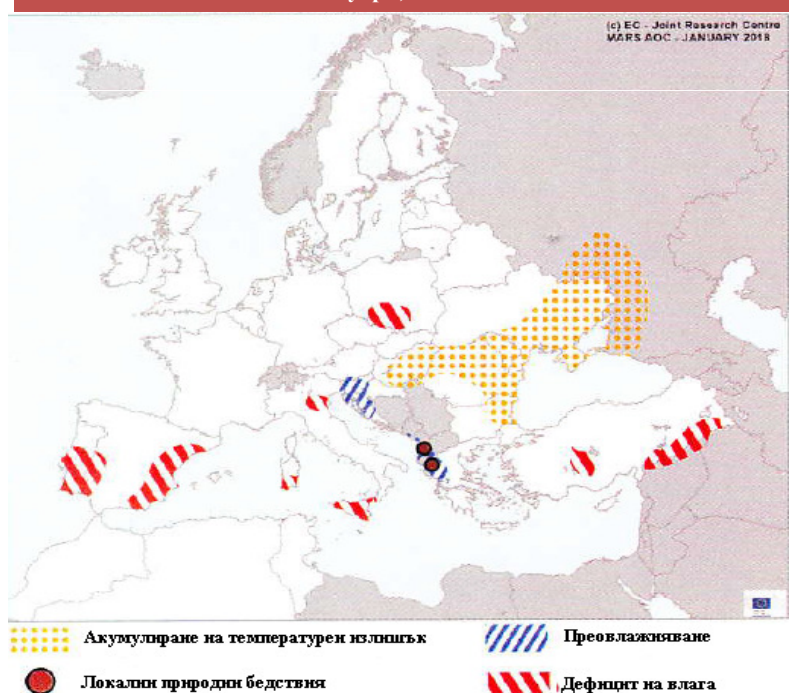 (c) EC - Joint Research Centre
MARS AOC - JANUARY 2018
Акумулиране на температурен излишък
Преовлажняване
Локални природни бедствия
Дефицит на влага